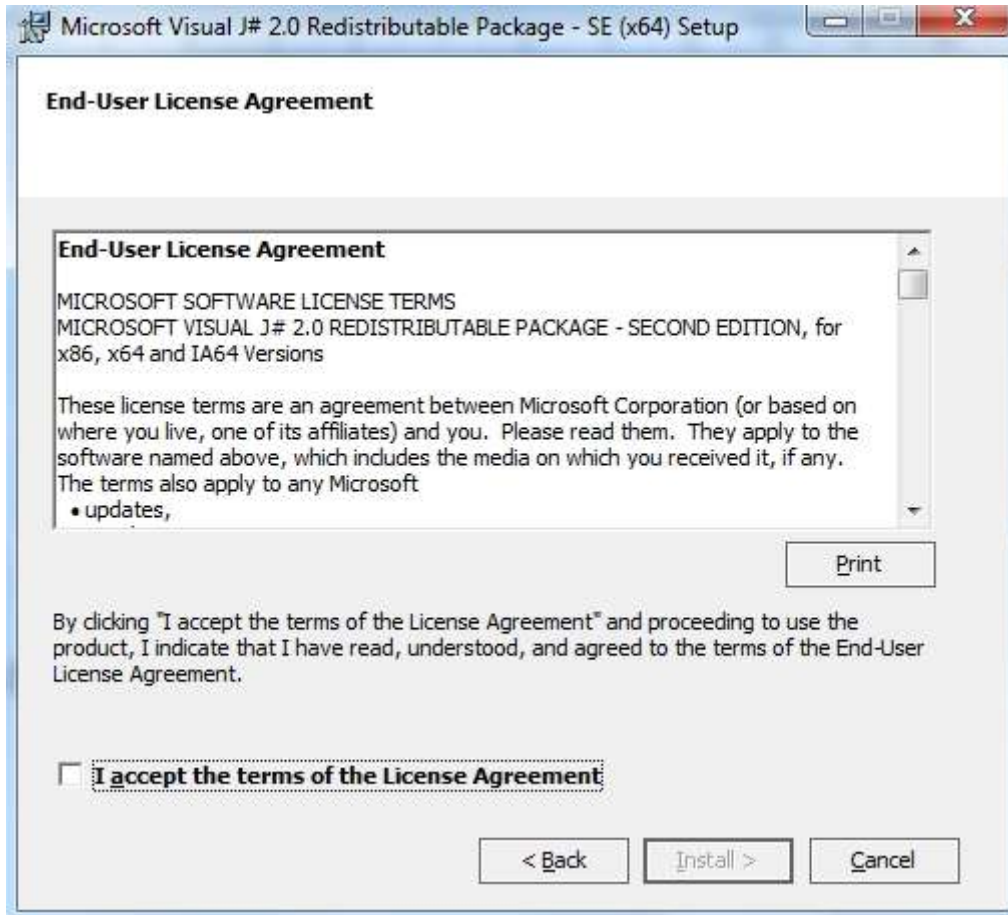 Microsoft Visual J# 2.0 Redistributable Package - SE (x64) Setup
End-User License Agreement
End-User License Agreement
MICROSOFT SOFTWARE LICENSE TERMS
MICROSOFT VISUAL J# 2.0 REDISTRIBUTABLE PACKAGE - SECOND EDITION, for
x86, x64 and IA64 Versions
These license terms are an agreement between Microsoft Corporation (or based on
where you live, one of its affiliates) and you.  Please read them.  They apply to the
software named above, which includes the media on which you received it, if any.
The terms also apply to any Microsoft
• updates,
Print
By clicking "I accept the terms of the License Agreement" and proceeding to use the
product, I indicate that I have read, understood, and agreed to the terms of the End-User
License Agreement.
I accept the terms of the License Agreement
< Back
Install >
Cancel